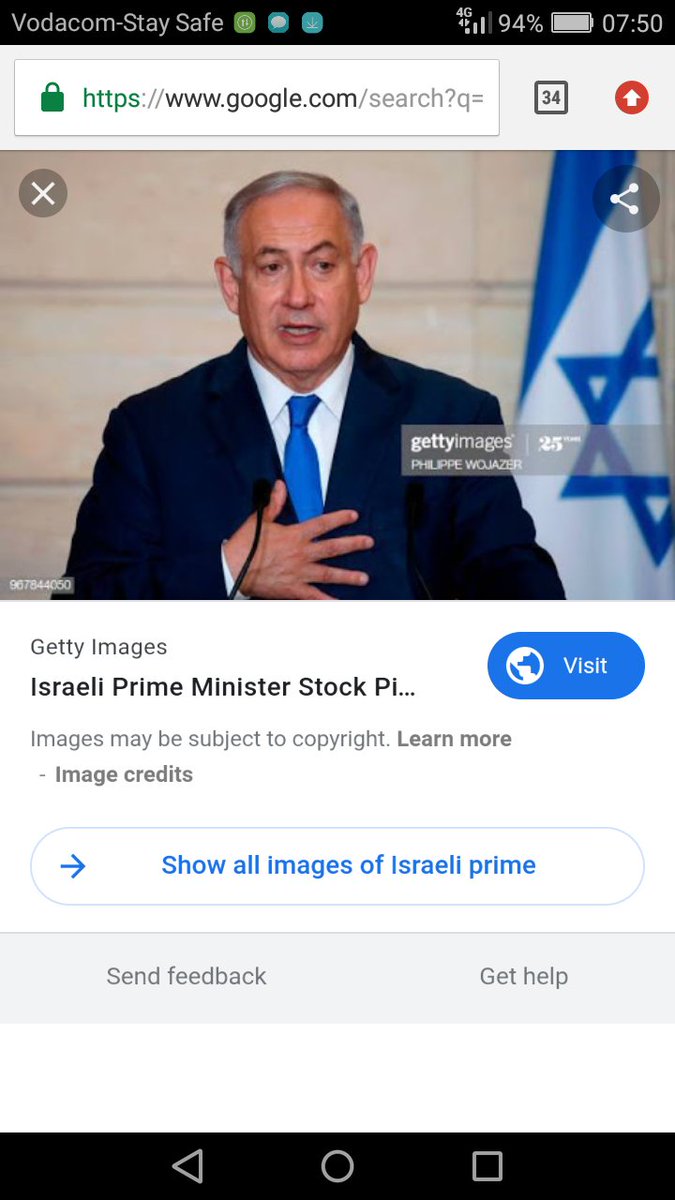 Vodacom-Stay Safe 4G 94% 07:50
https://www.google.com/search?q=
34
gettyimages 25 YEARS
PHILIPPE WOJAZER
967844050
Getty Images
Israeli Prime Minister Stock Pi...
Visit
Images may be subject to copyright. Learn more
- Image credits
Show all images of Israeli prime
Send feedback
Get help